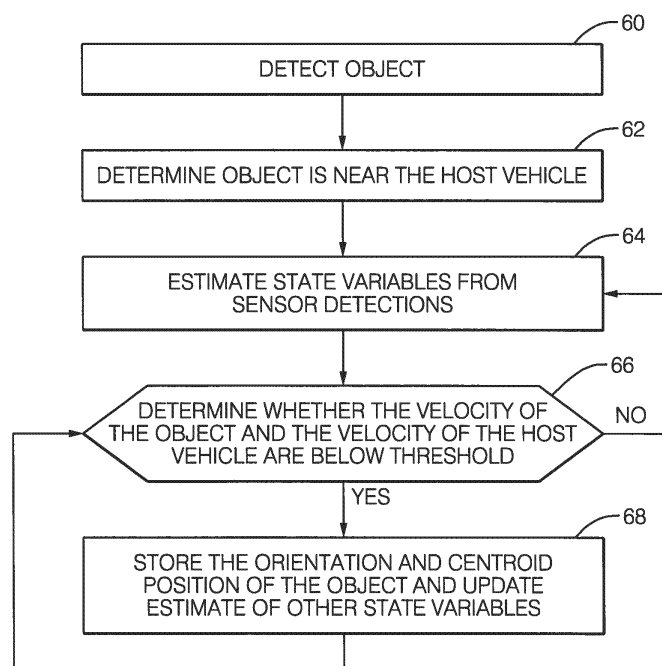 60
DETECT OBJECT
62
DETERMINE OBJECT IS NEAR THE HOST VEHICLE
64
ESTIMATE STATE VARIABLES FROM
SENSOR DETECTIONS
66
DETERMINE WHETHER THE VELOCITY OF
THE OBJECT AND THE VELOCITY OF THE HOST
VEHICLE ARE BELOW THRESHOLD
NO
YES
68
STORE THE ORIENTATION AND CENTROID
POSITION OF THE OBJECT AND UPDATE
ESTIMATE OF OTHER STATE VARIABLES